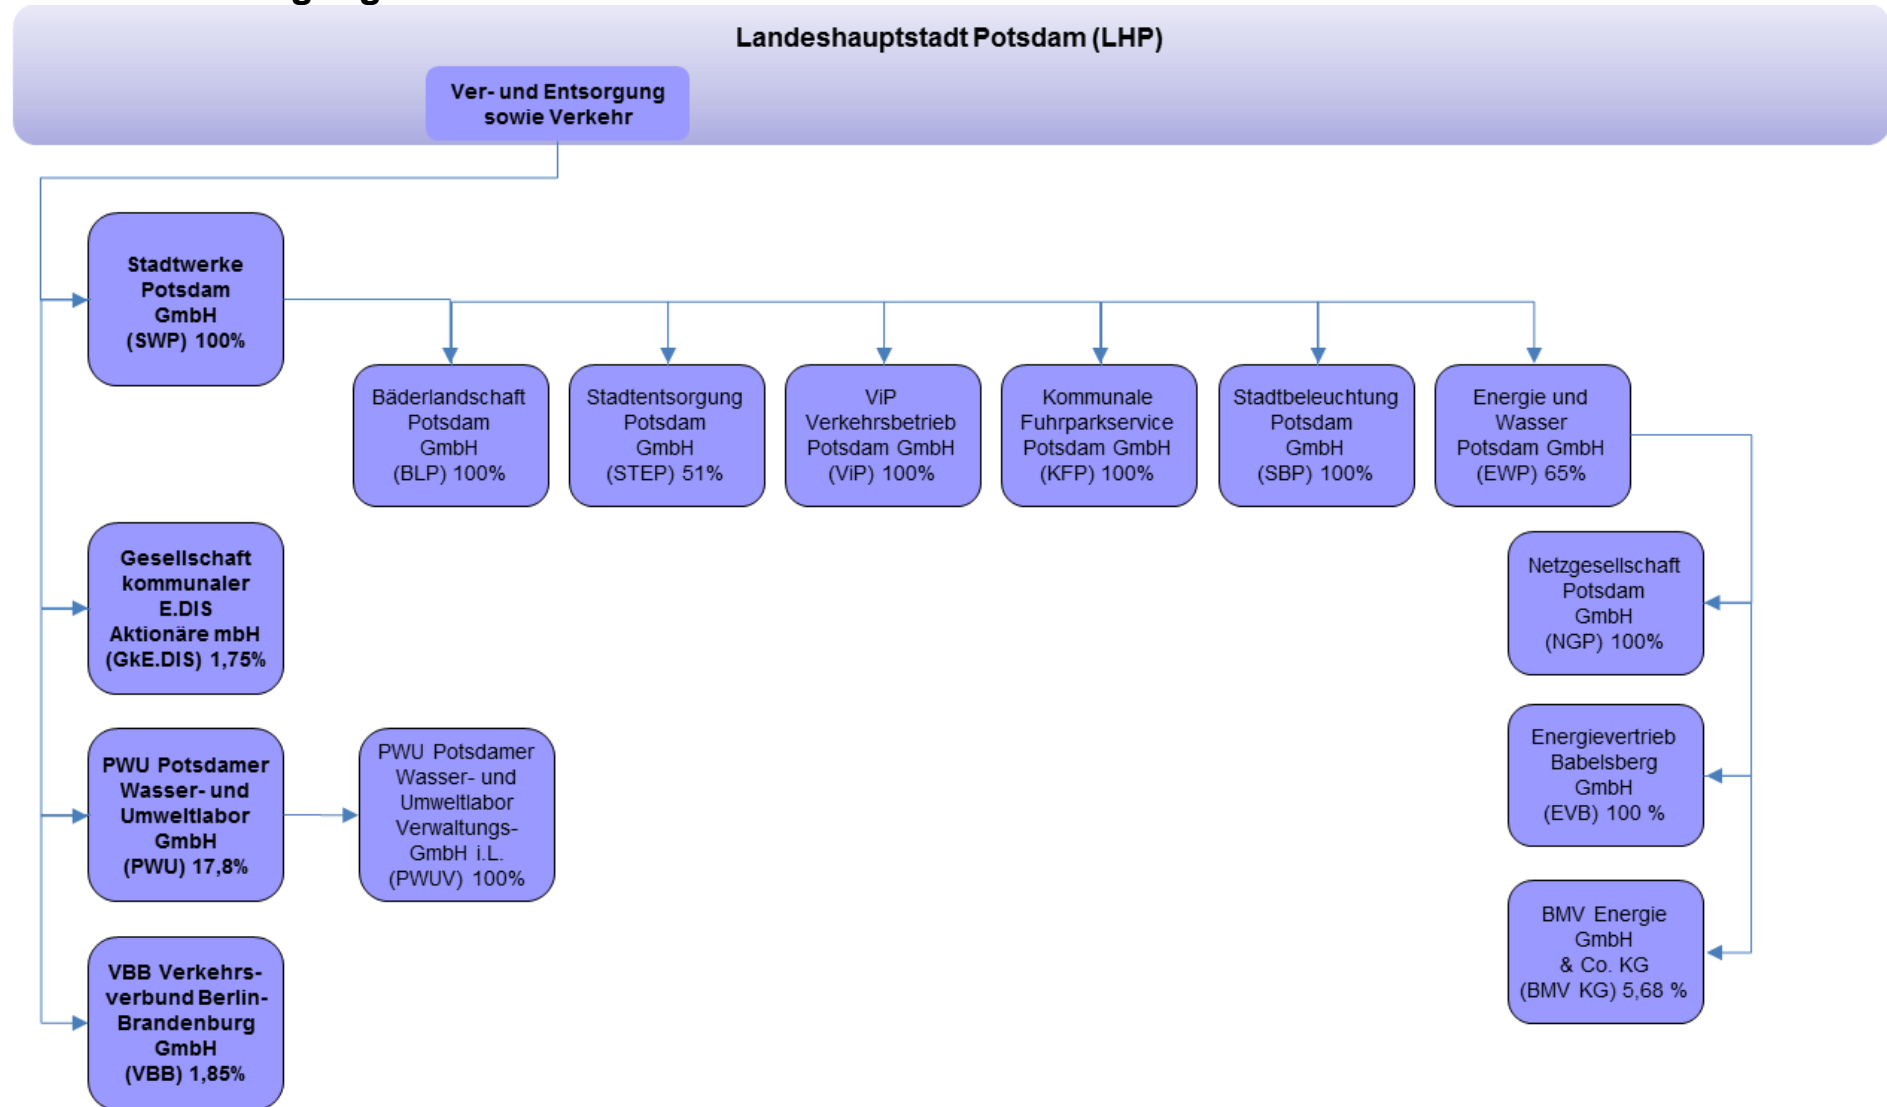 Landeshauptstadt Potsdam (LHP)
Ver- und Entsorgung
sowie Verkehr
Stadtwerke
Potsdam
GmbH
(SWP) 100%
Bäderlandschaft
Potsdam
GmbH
(BLP) 100%
Stadtentsorgung
Potsdam
GmbH
(STEP) 51%
ViP
Verkehrsbetrieb
Potsdam GmbH
(ViP) 100%
Kommunale
Fuhrparkservice
Potsdam GmbH
(KFP) 100%
Stadtbeleuchtung
Potsdam
GmbH
(SBP) 100%
Energie und
Wasser
Potsdam GmbH
(EWP) 65%
Gesellschaft
kommunaler
E.DIS
Aktionäre mbH
(GkE.DIS) 1,75%
Netzgesellschaft
Potsdam
GmbH
(NGP) 100%
PWU Potsdamer
Wasser- und
Umweltlabor
GmbH
(PWU) 17,8%
PWU Potsdamer
Wasser- und
Umweltlabor
Verwaltungs-
GmbH i.L.
(PWUV) 100%
Energievertrieb
Babelsberg
GmbH
(EVB) 100 %
VBB Verkehrs-
verbund Berlin-
Brandenburg
GmbH
(VBB) 1,85%
BMV Energie
GmbH
& Co. KG
(BMV KG) 5,68 %